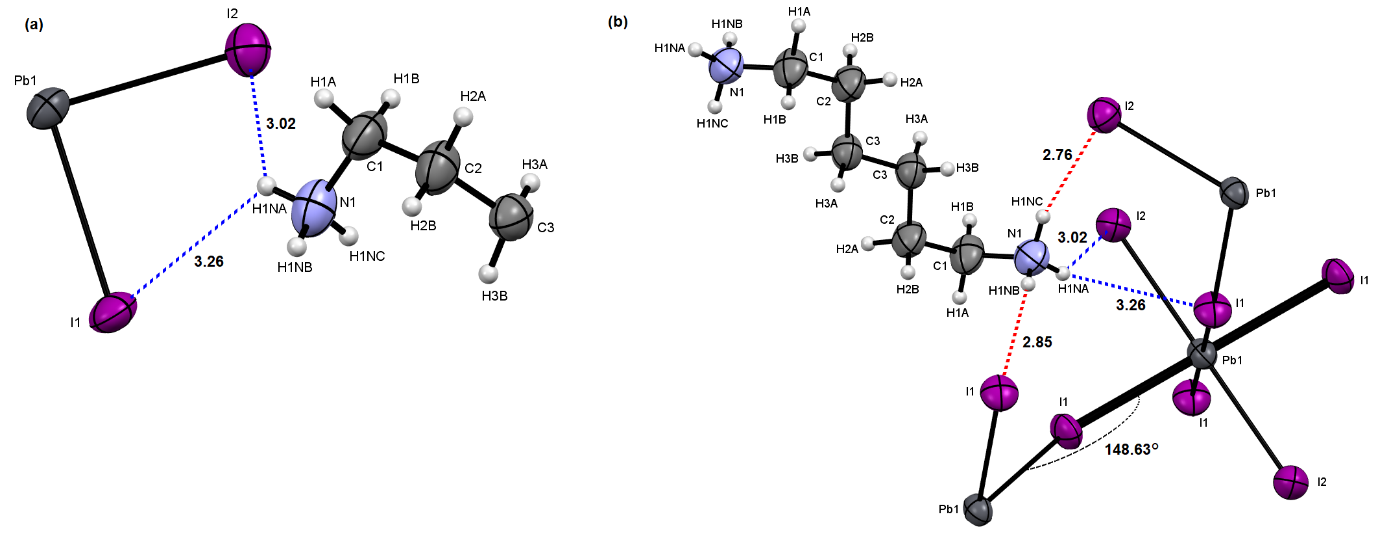 (a)
I2
Pb1
H1A
H1B
H2A
3.02
C1
C2
H3A
H1NA
N1
H2B
C3
H1NB
H1NC
3.26
H3B
I1
(b)
H1A
H1NB
H1NA
C1
H2B
N1
C2
H2A
H1NC
H1B
H3A
I2
C3
H3B
C3
H3B
2.76
H3A
Pb1
H1NC
C2
H1B
I2
N1
3.02
H2A
C1
H1NB
H1NA
I1
H2B
H1A
3.26
I1
2.85
Pb1
I1
I1
I1
148.63°
I2
Pb1